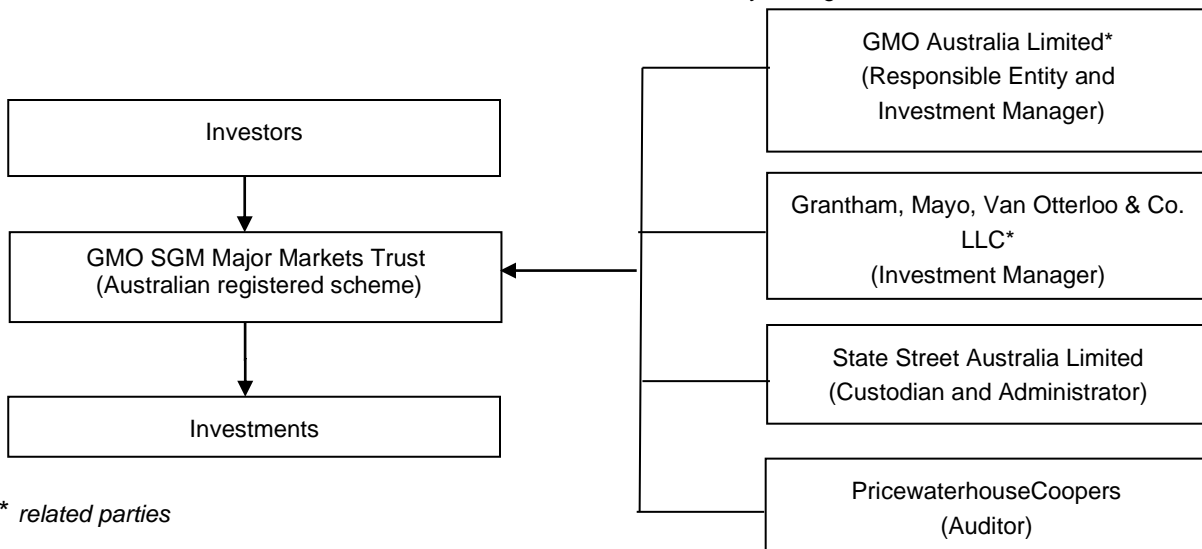 Investors
GMO SGM Major Markets Trust
(Australian registered scheme)
Investments
* related parties
GMO Australia Limited*
(Responsible Entity and
Investment Manager)
Grantham, Mayo, Van Otterloo & Co.
LLC*
(Investment Manager)
State Street Australia Limited
(Custodian and Administrator)
PricewaterhouseCoopers
(Auditor)